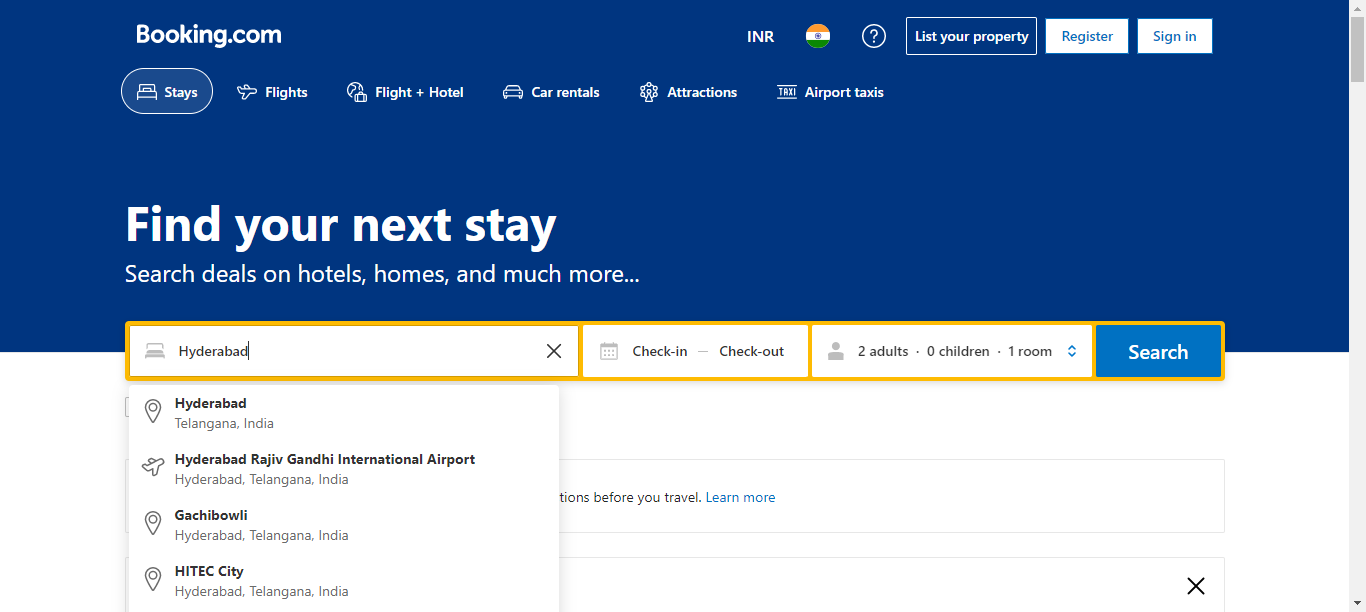 Booking.com
INR
List your property
Register
Sign in
Stays
Flights
Flight + Hotel
Car rentals
Attractions
TAXI
Airport taxis
Find your next stay
Search deals on hotels, homes, and much more...
Hyderabad
Check-in — Check-out
2 adults · 0 children · 1 room
Search
Hyderabad
Telangana, India
Hyderabad Rajiv Gandhi International Airport
Hyderabad, Telangana, India
tions before you travel. Learn more
Gachibowli
Hyderabad, Telangana, India
HITEC City
Hyderabad, Telangana, India